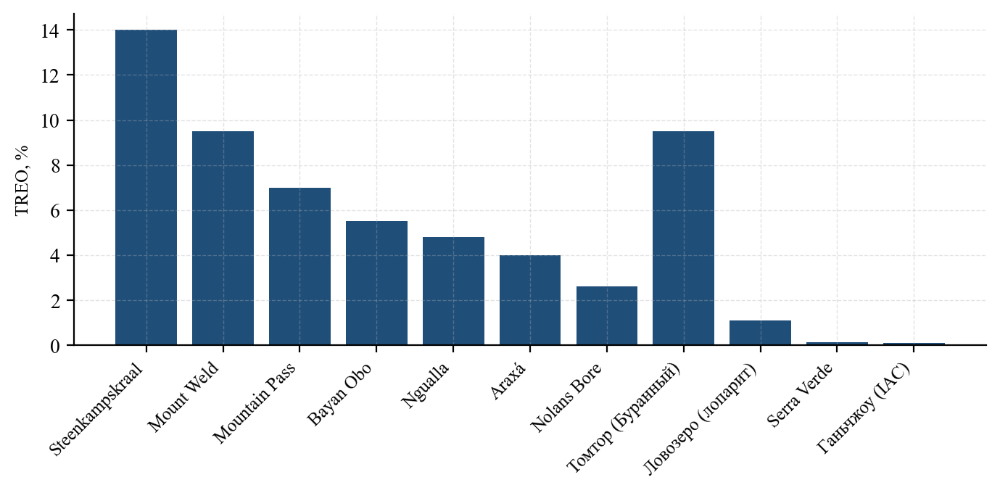 TREO, %
14
12
10
8
6
4
2
0
Steenkampskraal
Mount Weld
Mountain Pass
Bayan Obo
Ngualla
Araxá
Nolans Bore
Томтор (Буранный)
Ловозеро (лопарит)
Serra Verde
Ганьчжоу (IAC)